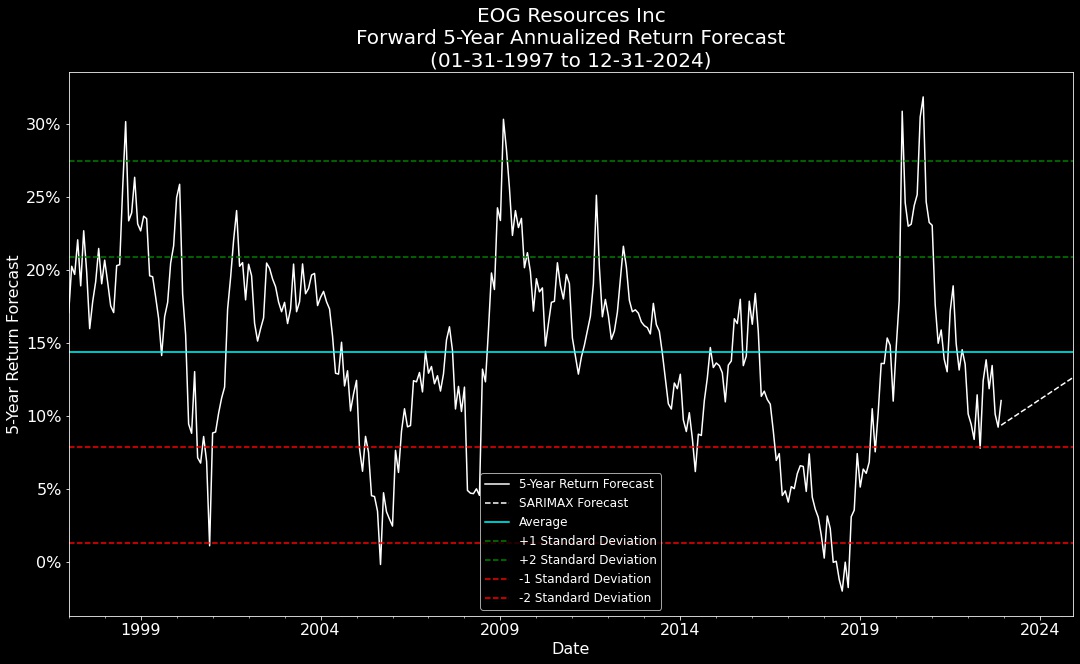 EOG Resources Inc
Forward 5-Year Annualized Return Forecast
(01-31-1997 to 12-31-2024)
5-Year Return Forecast
30%
25%
20%
15%
10%
5%
0%
5-Year Return Forecast
SARIMAX Forecast
Average
+1 Standard Deviation
+2 Standard Deviation
-1 Standard Deviation
-2 Standard Deviation
1999 2004 2009 2014 2019 2024
Date